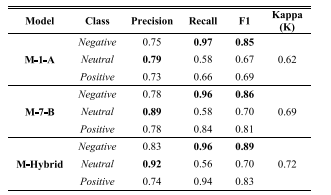 Model Class Precision Recall F1 Kappa (K)
Negative 0.75 0.97 0.85
M-1-A Neutral 0.79 0.58 0.67 0.62
Positive 0.73 0.66 0.69
Negative 0.78 0.96 0.86
M-7-B Neutral 0.89 0.58 0.70 0.69
Positive 0.78 0.84 0.81
Negative 0.83 0.96 0.89
M-Hybrid Neutral 0.92 0.56 0.70 0.72
Positive 0.74 0.94 0.83